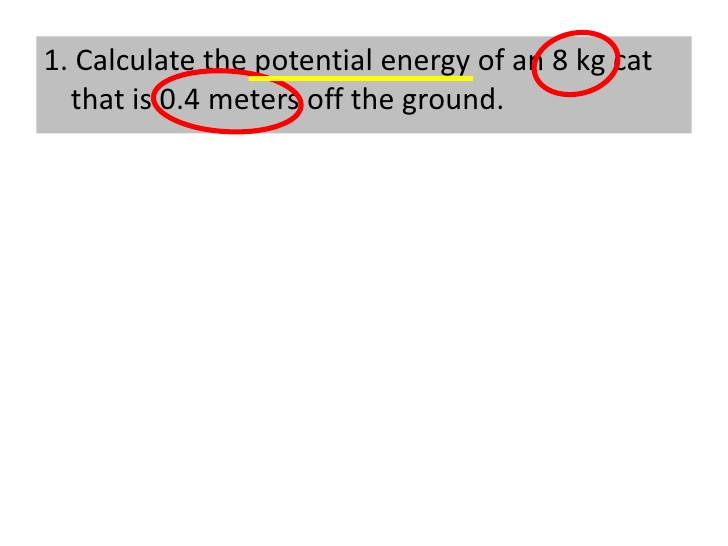 1. Calculate the potential energy of an 8 kg cat
that is 0.4 meters off the ground.